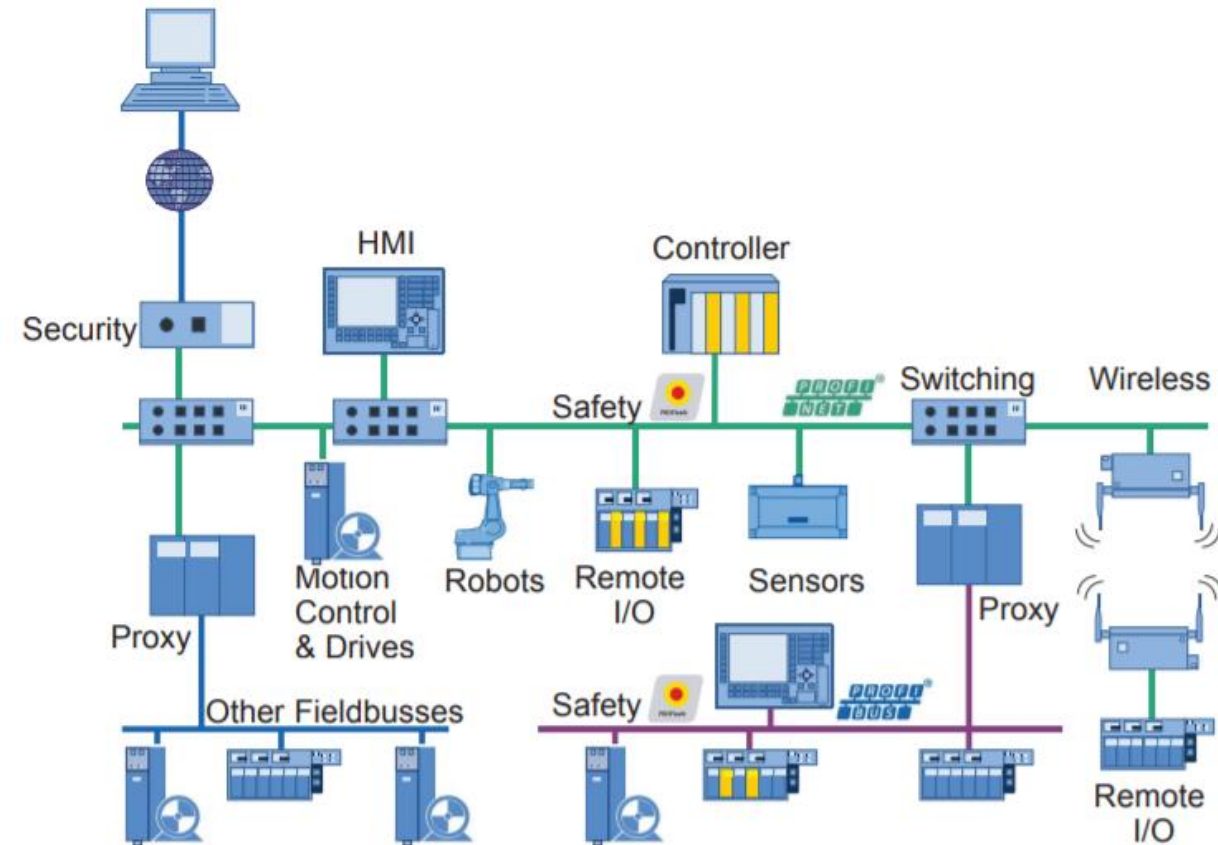 HMI
Controller
Security
Safety
PROFI
NET
Switching
Wireless
Motion
Control
& Drives
Robots
Remote
I/O
Sensors
Proxy
Proxy
Other Fieldbusses
Safety
PROFI
BUS
Remote
I/O